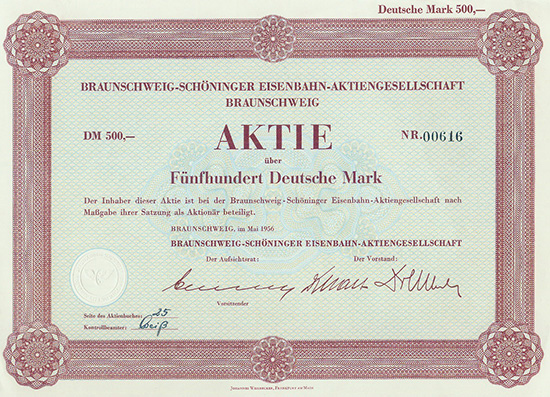 Deutsche Mark 500,—
BRAUNSCHWEIG-SCHÖNINGER EISENBAHN-AKTIENGESELLSCHAFT
BRAUNSCHWEIG
DM 500,— AKTIE NR. 00616
über
Fünfhundert Deutsche Mark
Der Inhaber dieser Aktie ist bei der Braunschweig-Schöninger Eisenbahn-Aktiengesellschaft nach
Maßgabe ihrer Satzung als Aktionär beteiligt.
BRAUNSCHWEIG, im Mai 1956
BRAUNSCHWEIG-SCHÖNINGER EISENBAHN-AKTIENGESELLSCHAFT
Der Aufsichtsrat: Der Vorstand:
Vorsitzender
Seite des Aktienbuches: 25
Kontrollbeamter: Weiß